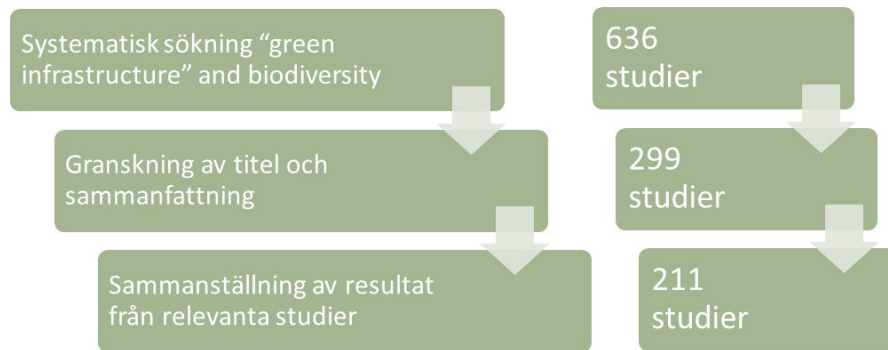 Systematisk sökning “green
infrastructure” and biodiversity
636
studier
Granskning av titel och
sammanfattning
299
studier
Sammanställning av resultat
från relevanta studier
211
studier